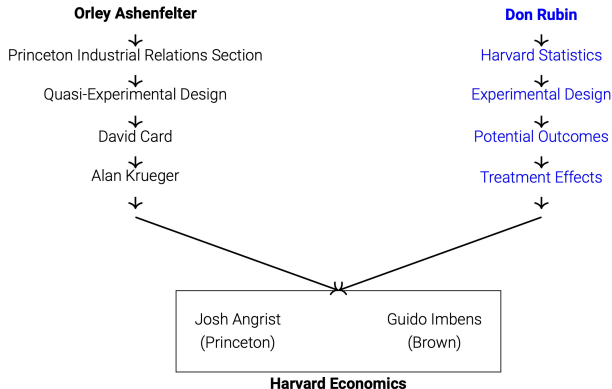 Orley Ashenfelter
Princeton Industrial Relations Section
Quasi-Experimental Design
David Card
Alan Krueger
Don Rubin
Harvard Statistics
Experimental Design
Potential Outcomes
Treatment Effects
Josh Angrist
(Princeton)
Guido Imbens
(Brown)
Harvard Economics